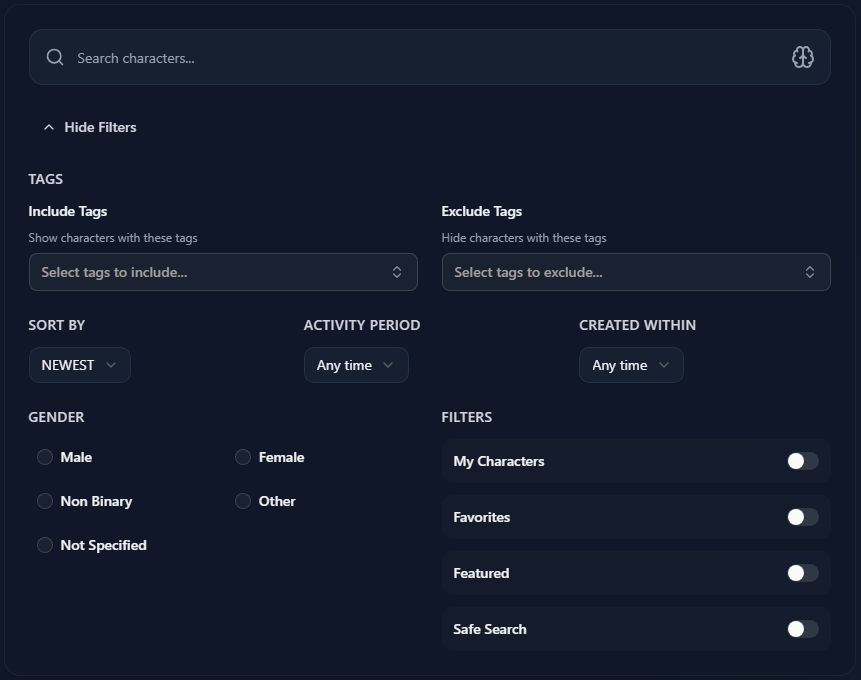 Search characters...
Hide Filters
TAGS
Include Tags
Exclude Tags
Show characters with these tags
Hide characters with these tags
Select tags to include...
Select tags to exclude...
SORT BY
ACTIVITY PERIOD
CREATED WITHIN
NEWEST
Any time
Any time
GENDER
FILTERS
Male
Female
My Characters
Non Binary
Other
Favorites
Not Specified
Featured
Safe Search